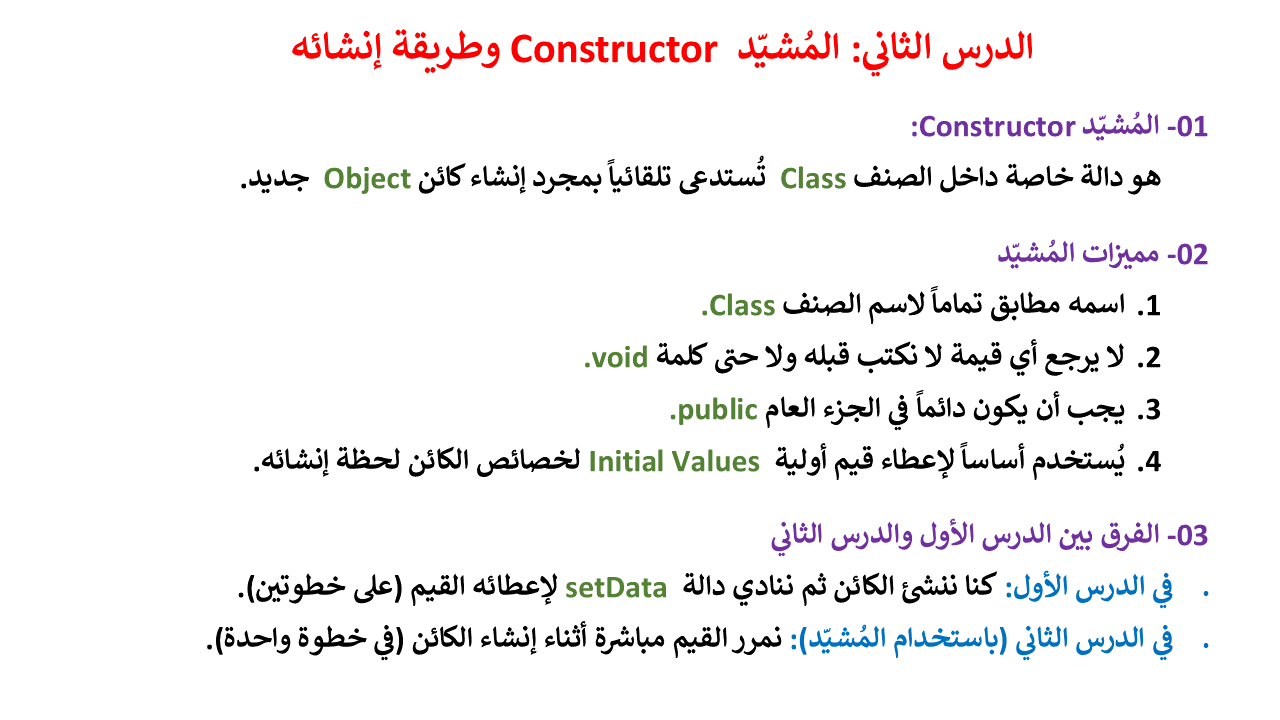 الدرس الثاني: المُشيّد Constructor وطريقة إنشائه
01- المُشيّد Constructor:
هو دالة خاصة داخل الصنف Class تُستدعى تلقائياً بمجرد إنشاء كائن Object جديد.
02- مميزات المُشيّد
1. اسمه مطابق تماماً لاسم الصنف Class.
2. لا يرجع أي قيمة لا نكتب قبله ولا حتى كلمة void.
3. يجب أن يكون دائماً في الجزء العام public.
4. يُستخدم أساساً لإعطاء قيم أولية Initial Values لخصائص الكائن لحظة إنشائه.
03- الفرق بين الدرس الأول والدرس الثاني
. في الدرس الأول: كنا ننشئ الكائن ثم ننادي دالة setData لإعطائه القيم (على خطوتين).
. في الدرس الثاني (باستخدام المُشيّد): نمرر القيم مباشرة أثناء إنشاء الكائن (في خطوة واحدة).